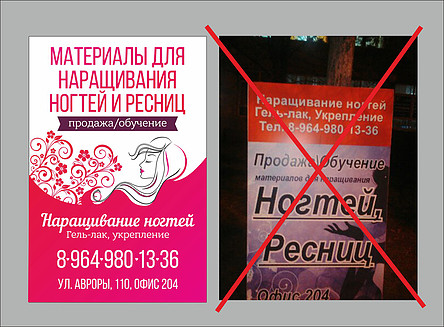 МАТЕРИАЛЫ ДЛЯ
НАРАЩИВАНИЯ
НОГТЕЙ И РЕСНИЦ
продажа/обучение
Наращивание ногтей
Гель-лак, укрепление
8-964-980-13-36
УЛ. АВРОРЫ, 110, ОФИС 204
Наращивание ногтей
Гель-лак, Укрепление
Тел. 8-964-980 13-36
Продажа\Обучение
материалов для наращивания
Ногтей,
Ресниц
Офис 204